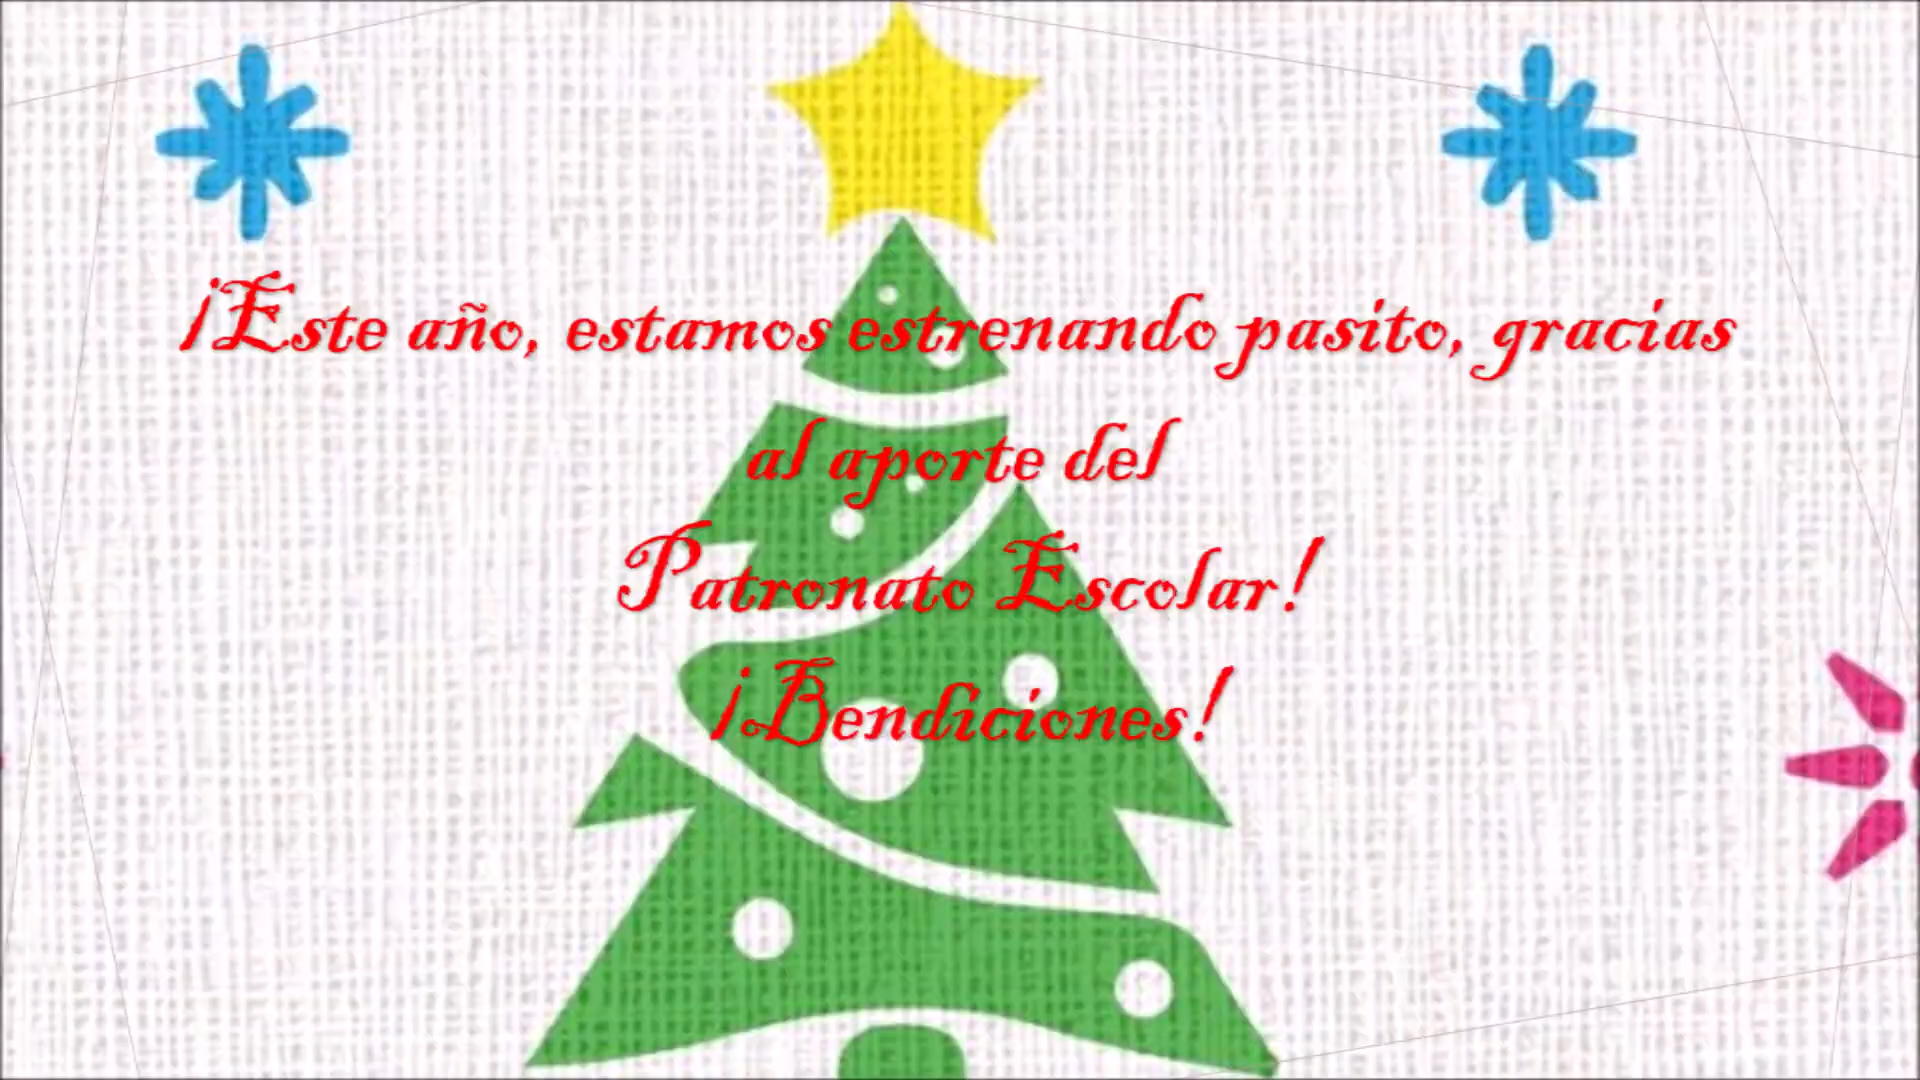 ¡Este año, estamos estrenando pasito, gracias
al aporte del
Patronato Escolar!
¡Bendiciones!